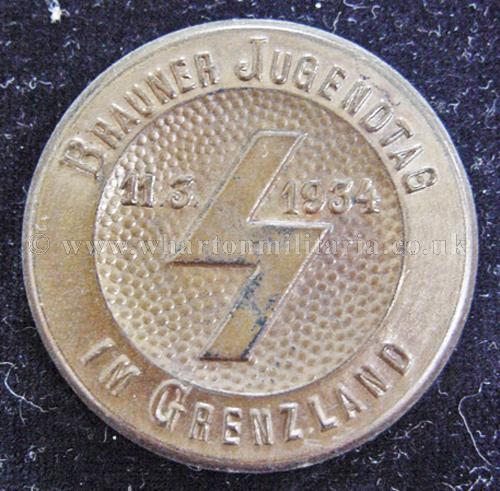 BRAUNER JUGENDTAG
11.3. 1934
© www.whartonmilitaria.co.uk
IM GRENZLAND